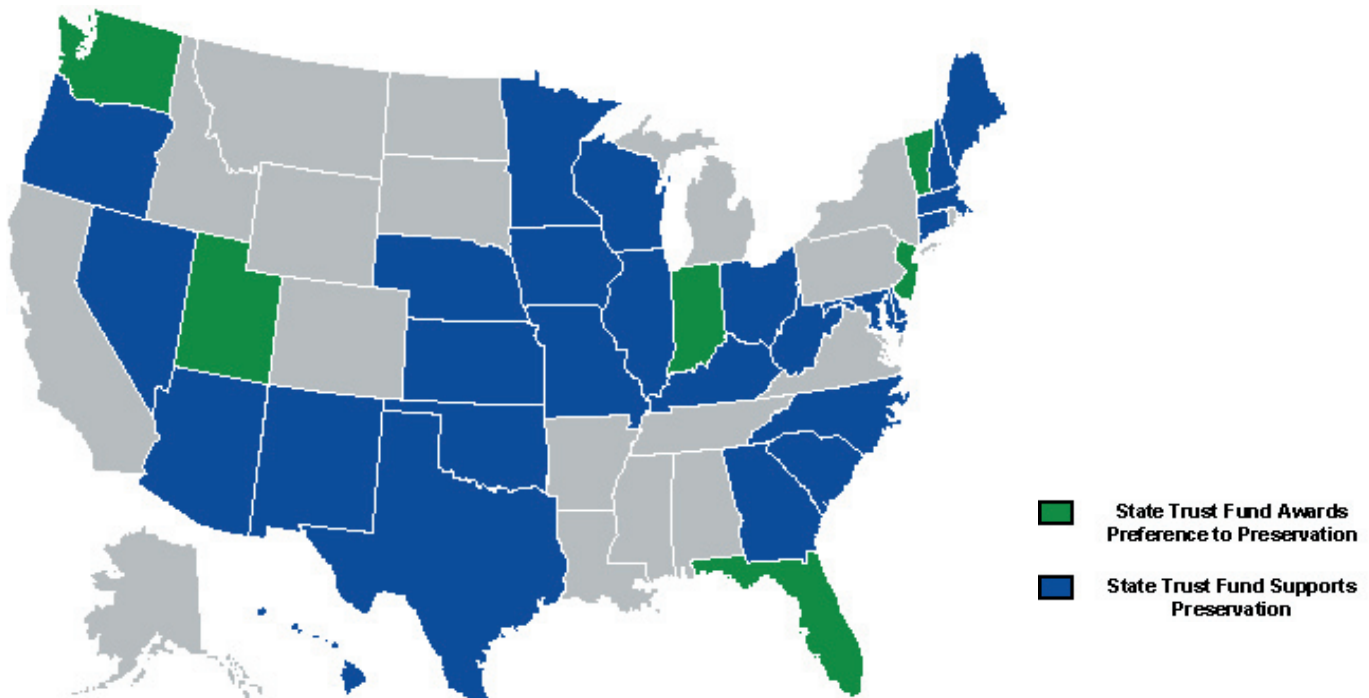 State Trust Fund Awards
Preference to Preservation
State Trust Fund Supports
Preservation